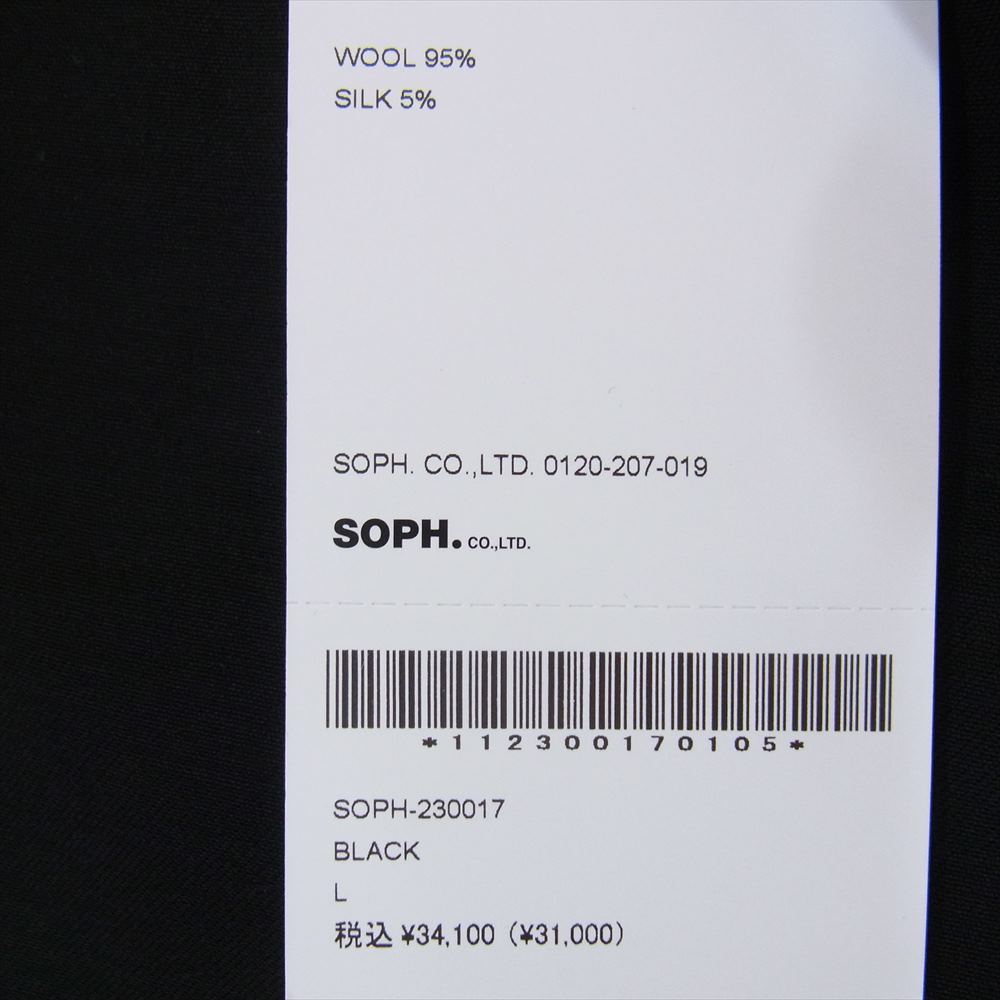 WOOL 95%
SILK 5%
SOPH. CO.,LTD. 0120-207-019
SOPH. CO.,LTD.
*112300170105*
SOPH-230017
BLACK
L
税込 ¥34,100 (¥31,000)